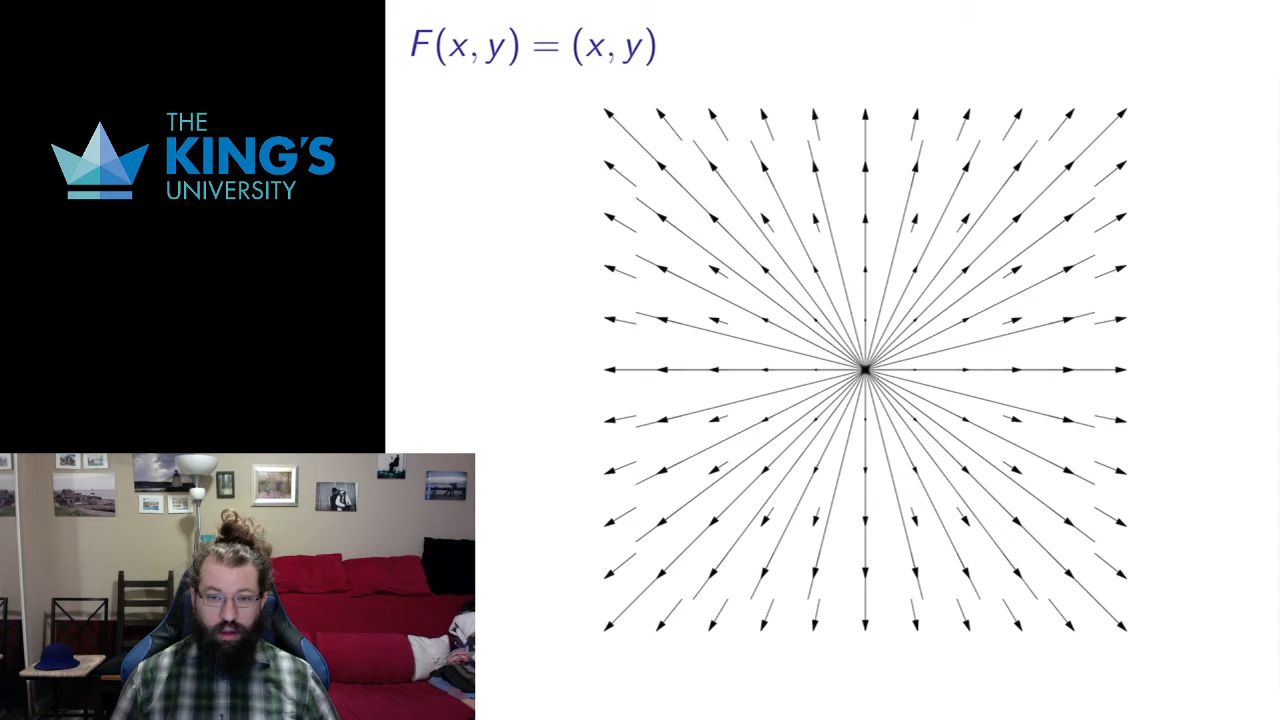 THE
KING'S
UNIVERSITY
F(x, y) = (x, y)